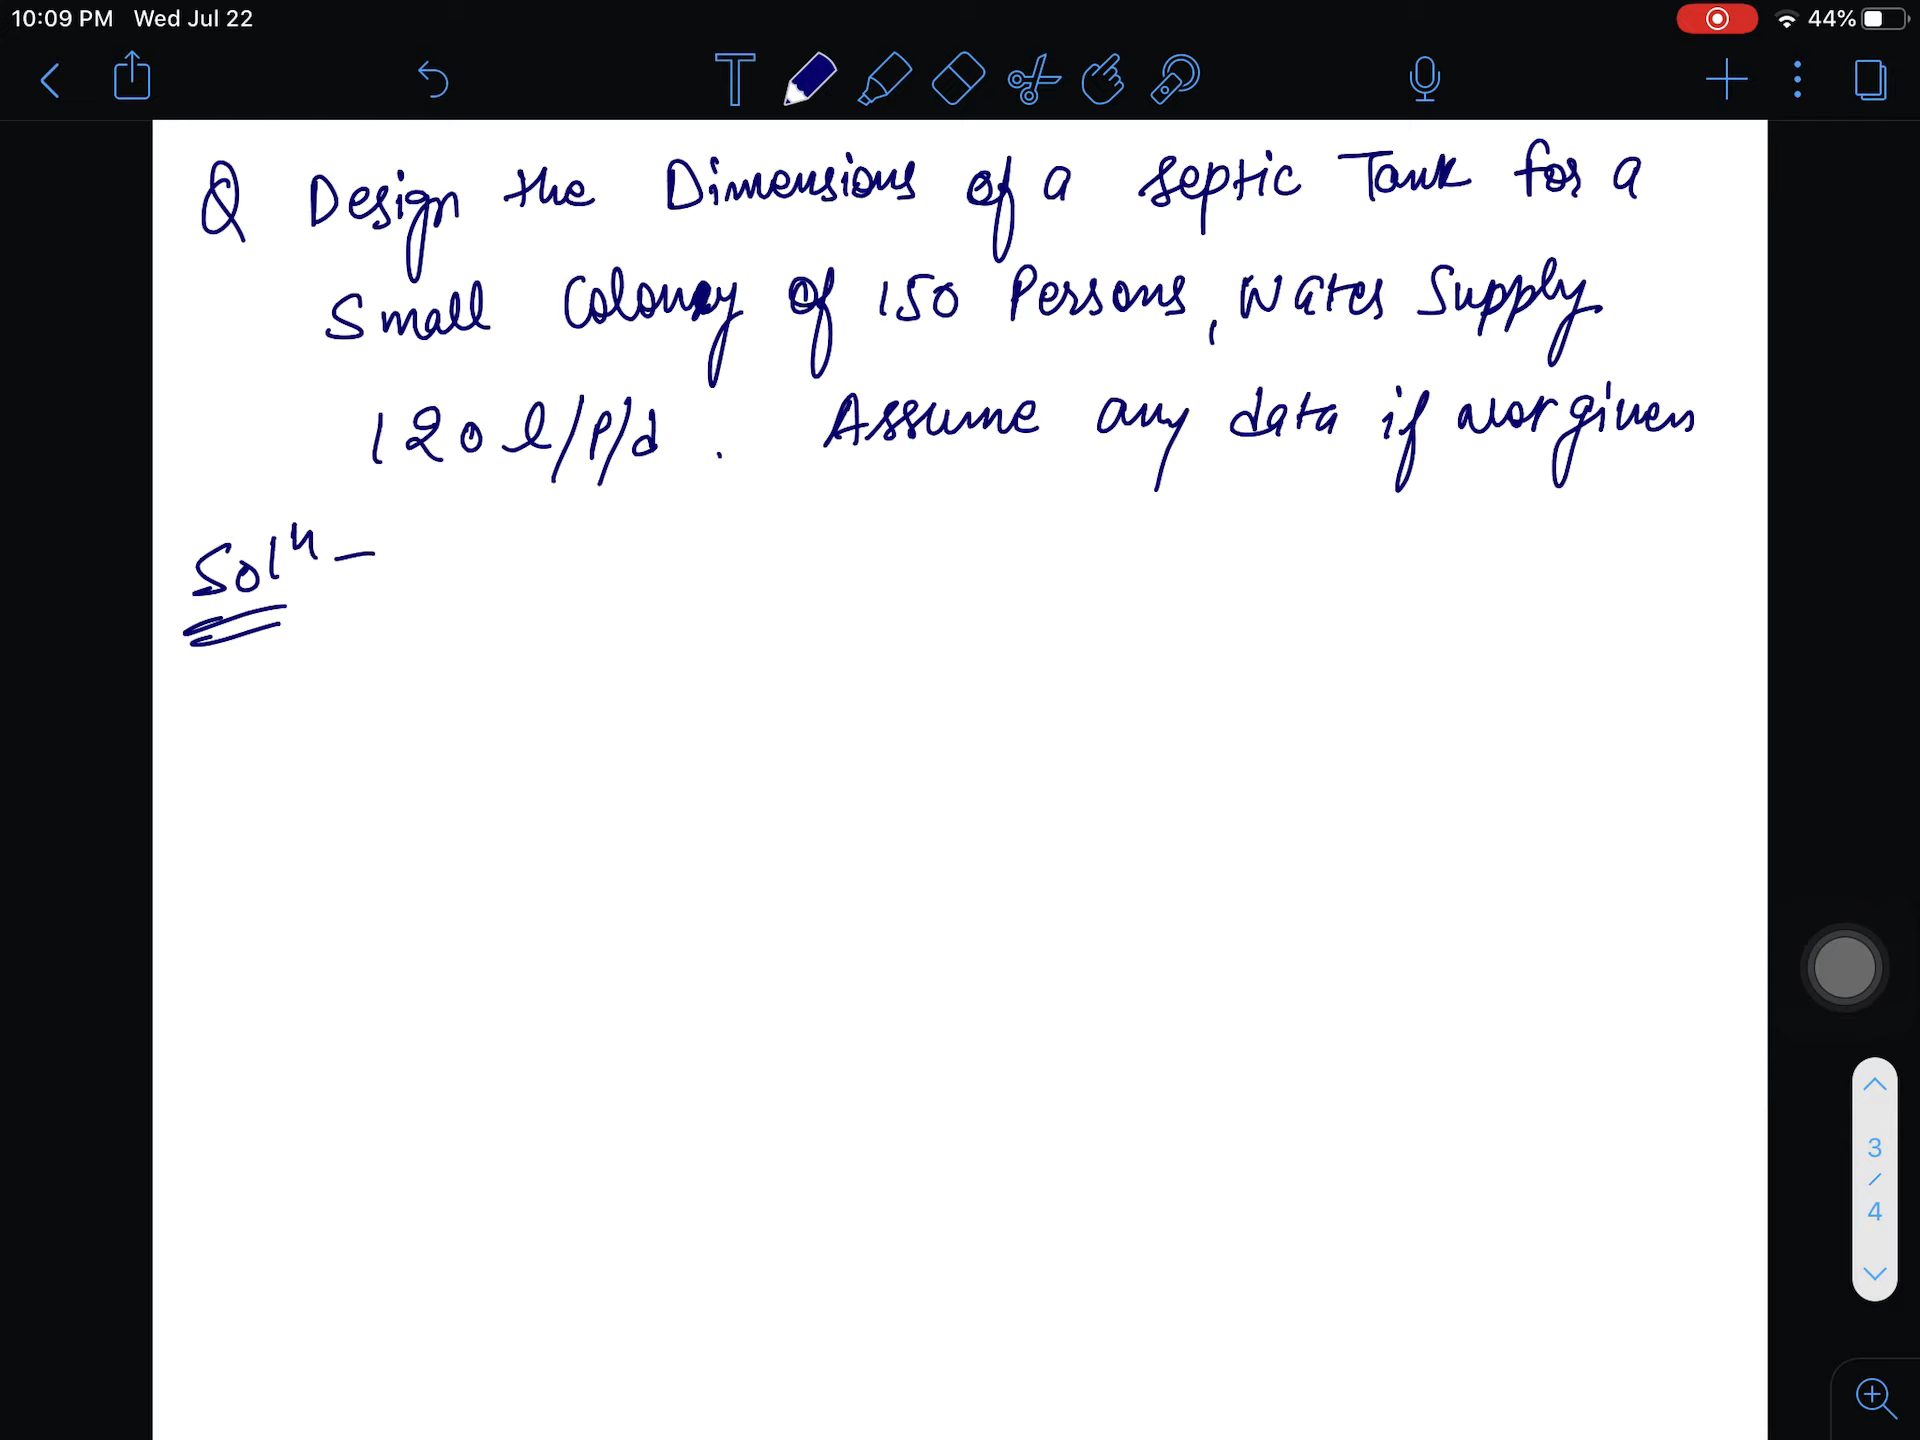 10:09 PM Wed Jul 22
44%
T
Q Design the Dimensions of a Septic Tank for a
Small Colony of 150 Persons, Water Supply
120 l/p/d. Assume any data if not given
Solⁿ -
3
/
4